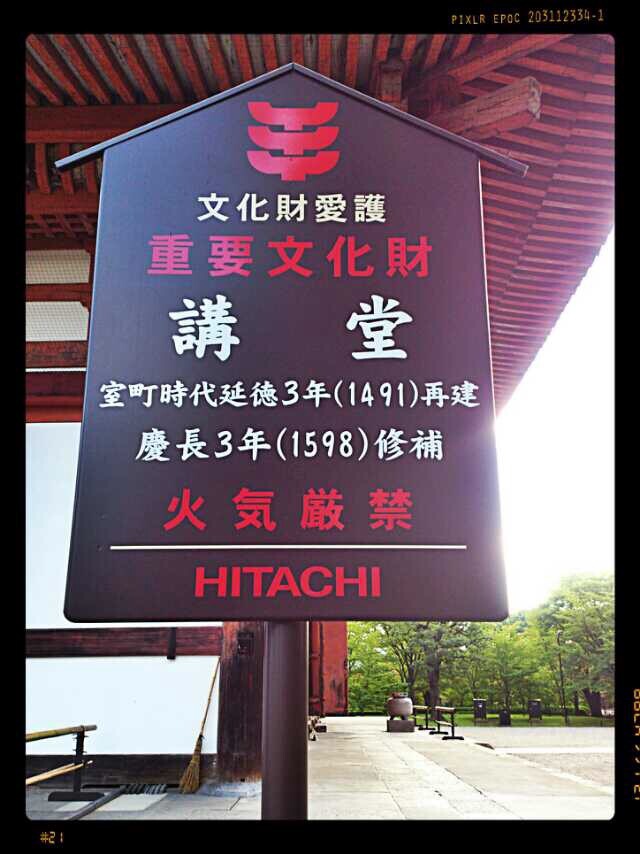 PIXLR EPOC 203112334-1
文化財愛護
重要文化財
講 堂
室町時代延徳3年(1491)再建
慶長3年(1598)修補
火気厳禁
HITACHI
#21